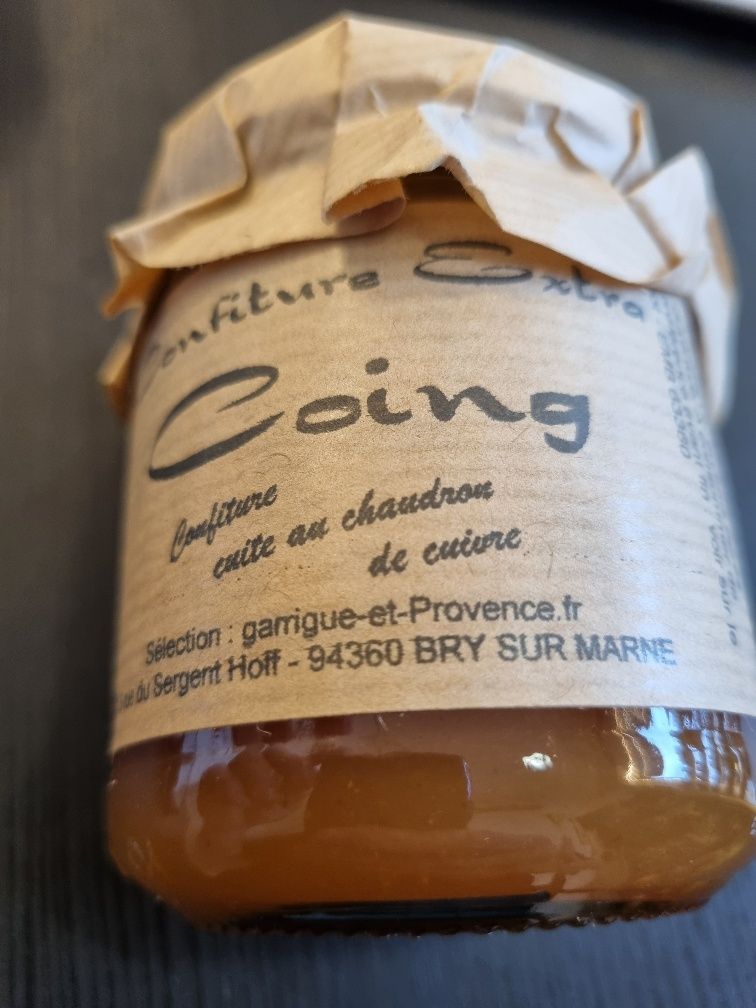 Confiture Extra
Coing
Confiture
cuite au chaudron
de cuivre
Sélection : garrigue-et-Provence.fr
rue du Sergent Hoff - 94360 BRY SUR MARNE